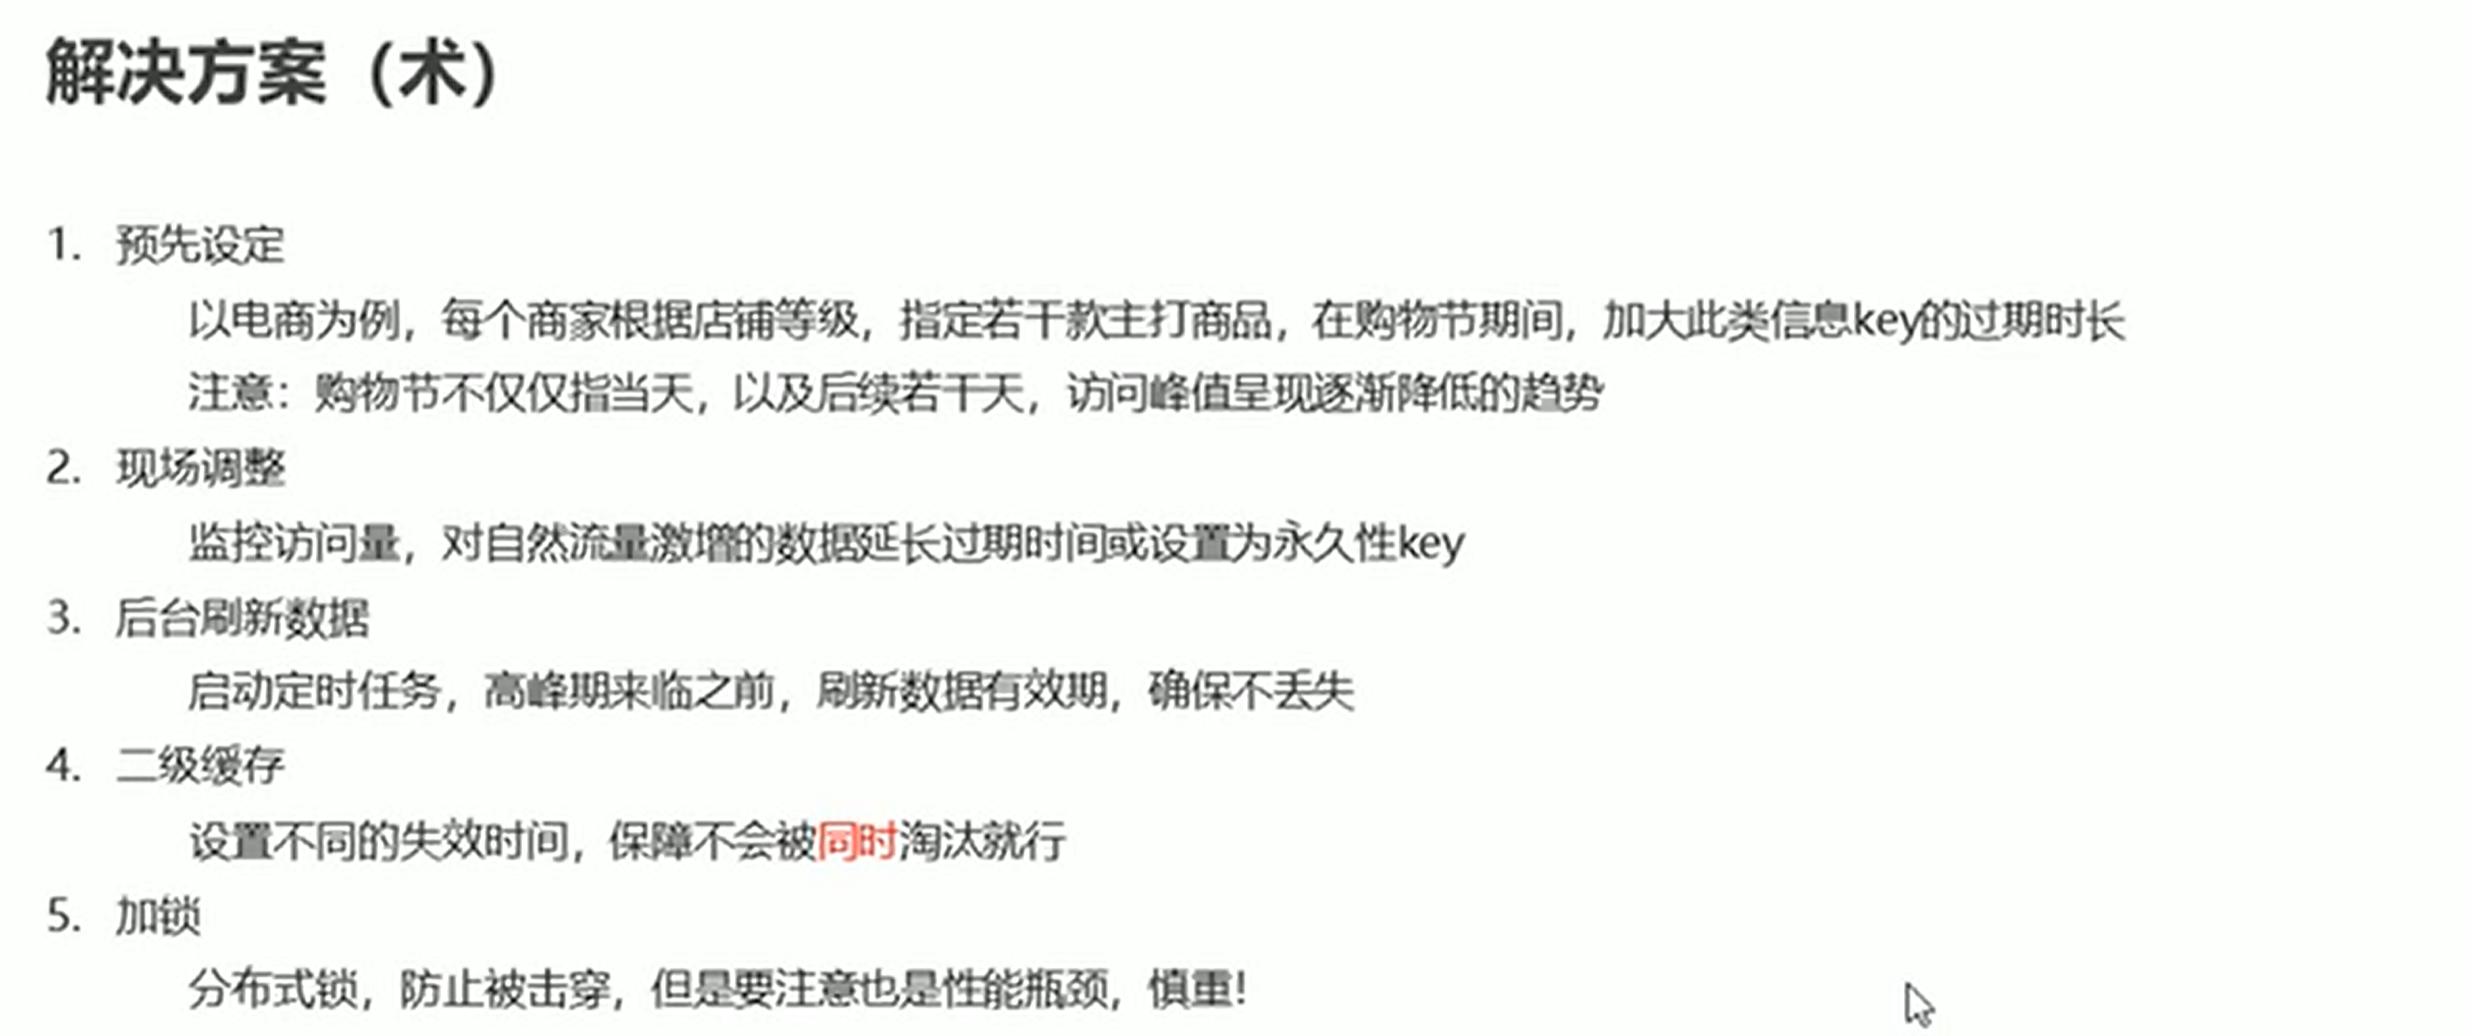 解决方案（术）
1. 预先设定
以电商为例，每个商家根据店铺等级，指定若干款主打商品，在购物节期间，加大此类信息key的过期时长
注意：购物节不仅仅指当天，以及后续若干天，访问峰值呈现逐渐降低的趋势
2. 现场调整
监控访问量，对自然流量激增的数据延长过期时间或设置为永久性key
3. 后台刷新数据
启动定时任务，高峰期来临之前，刷新数据有效期，确保不丢失
4. 二级缓存
设置不同的失效时间，保障不会被同时淘汰就行
5. 加锁
分布式锁，防止被击穿，但是要注意也是性能瓶颈，慎重！